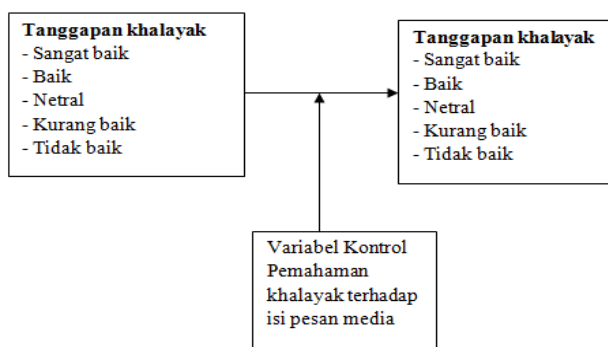 Tanggapan khalayak
- Sangat baik
- Baik
- Netral
- Kurang baik
- Tidak baik
Tanggapan khalayak
- Sangat baik
- Baik
- Netral
- Kurang baik
- Tidak baik
Variabel Kontrol
Pemahaman
khalayak terhadap
isi pesan media